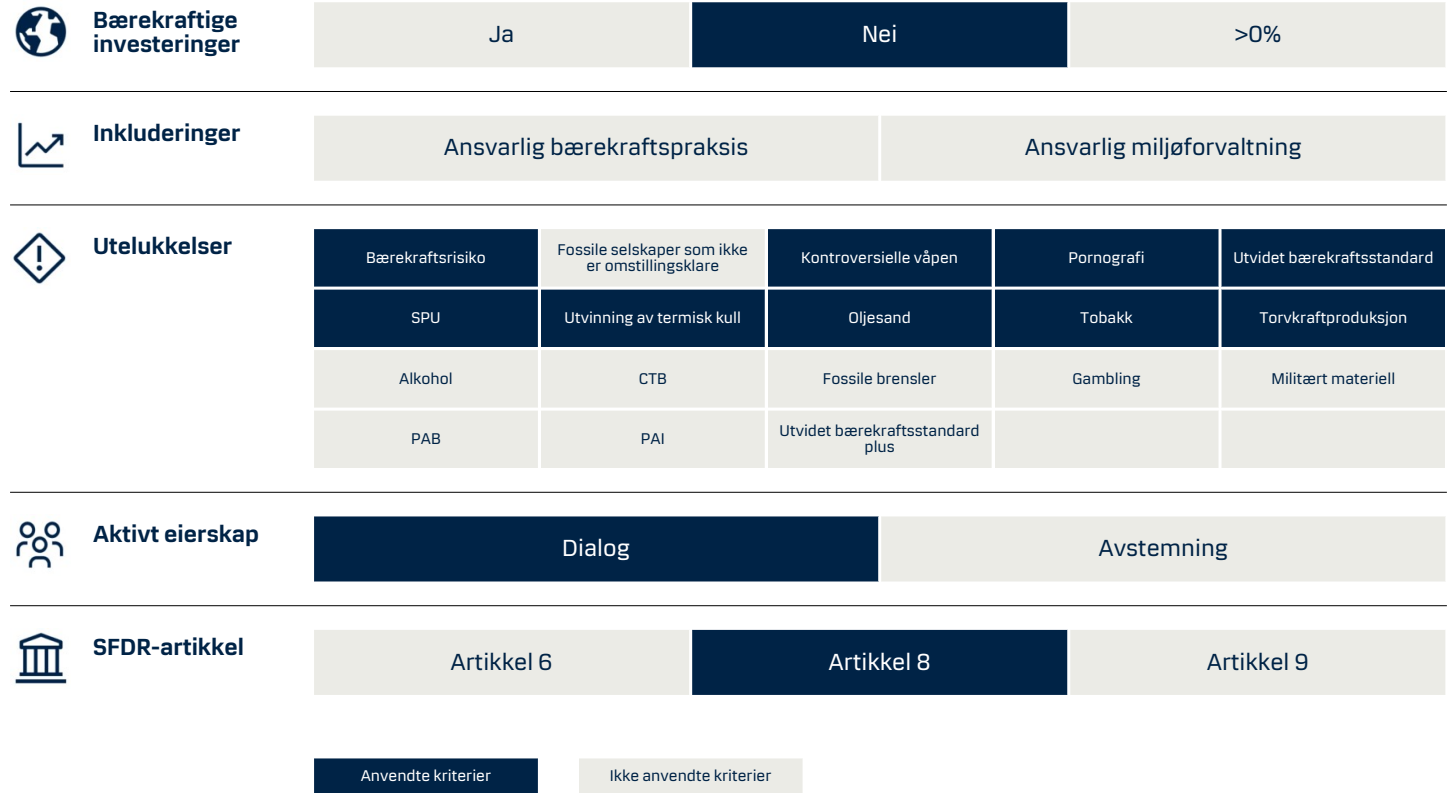 Bærekraftige
investeringer
Ja
Nei
>0%
Inkluderinger
Ansvarlig bærekraftspraksis
Ansvarlig miljøforvaltning
Utelukkelser
Bærekraftsrisiko
Fossile selskaper som ikke
er omstillingsklare
Kontroversielle våpen
Pornografi
Utvidet bærekraftsstandard
SPU
Utvinning av termisk kull
Oljesand
Tobakk
Torvkraftproduksjon
Alkohol
CTB
Fossile brensler
Gambling
Militært materiell
PAB
PAI
Utvidet bærekraftsstandard
plus
Aktivt eierskap
Dialog
Avstemning
SFDR-artikkel
Artikkel 6
Artikkel 8
Artikkel 9
Anvendte kriterier
Ikke anvendte kriterier